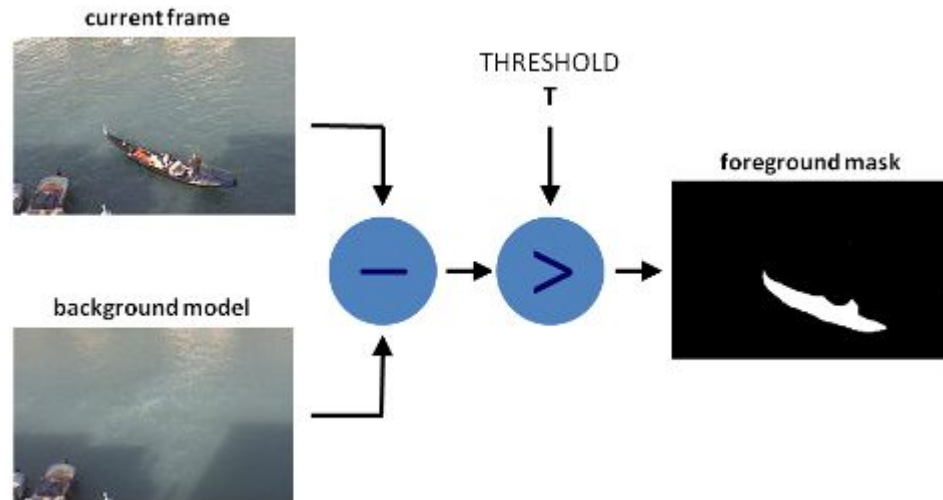 current frame
THRESHOLD
T
foreground mask
background model